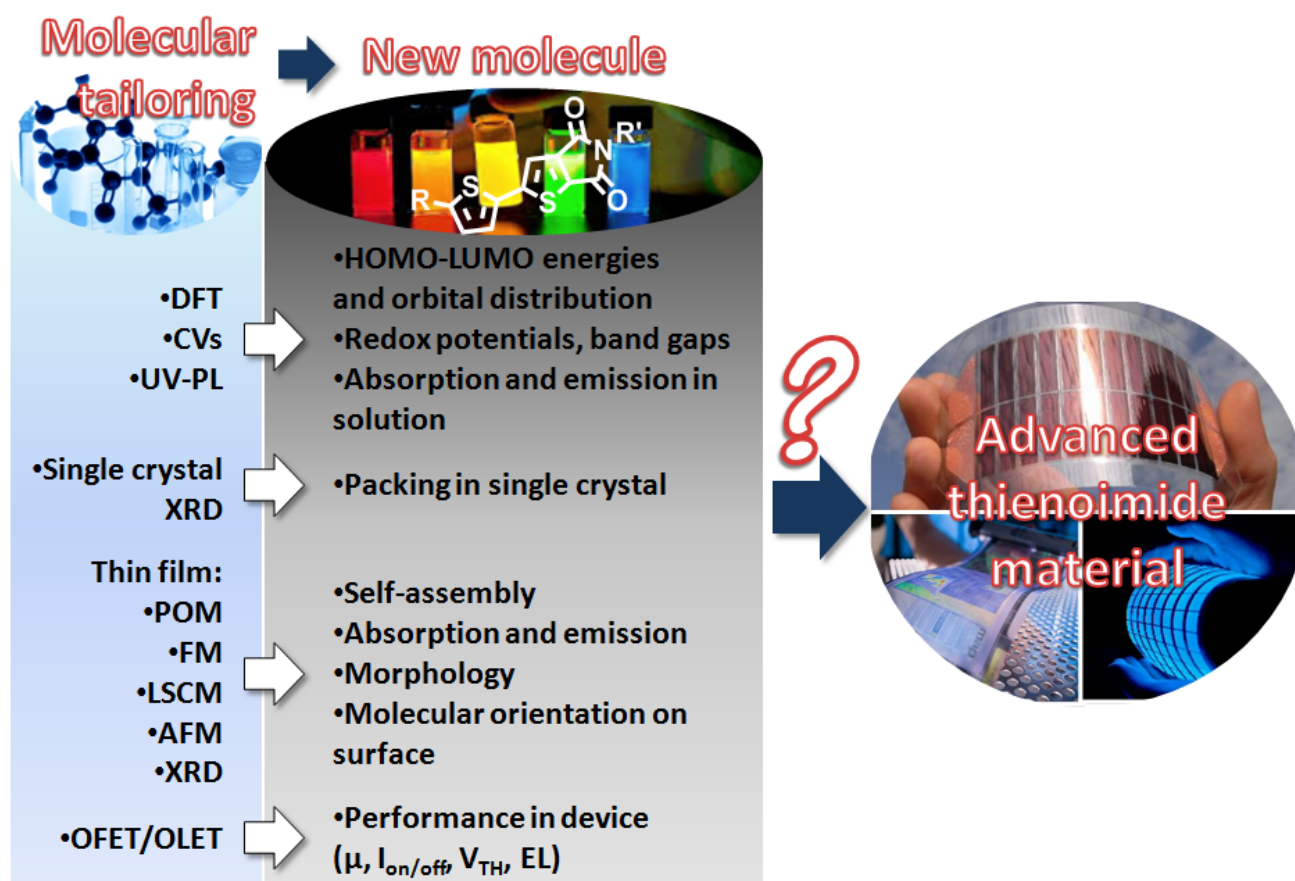 Molecular
tailoring
New molecule
O
R'
N
S
R
S
O
•DFT
•CVs
•UV-PL
•HOMO-LUMO energies
and orbital distribution
•Redox potentials, band gaps
•Absorption and emission in
solution
•Single crystal
XRD
•Packing in single crystal
Thin film:
•POM
•FM
•LSCM
•AFM
•XRD
•Self-assembly
•Absorption and emission
•Morphology
•Molecular orientation on
surface
•OFET/OLET
•Performance in device
(μ, Ion/off, VTH, EL)
?
Advanced
thienoimide
material